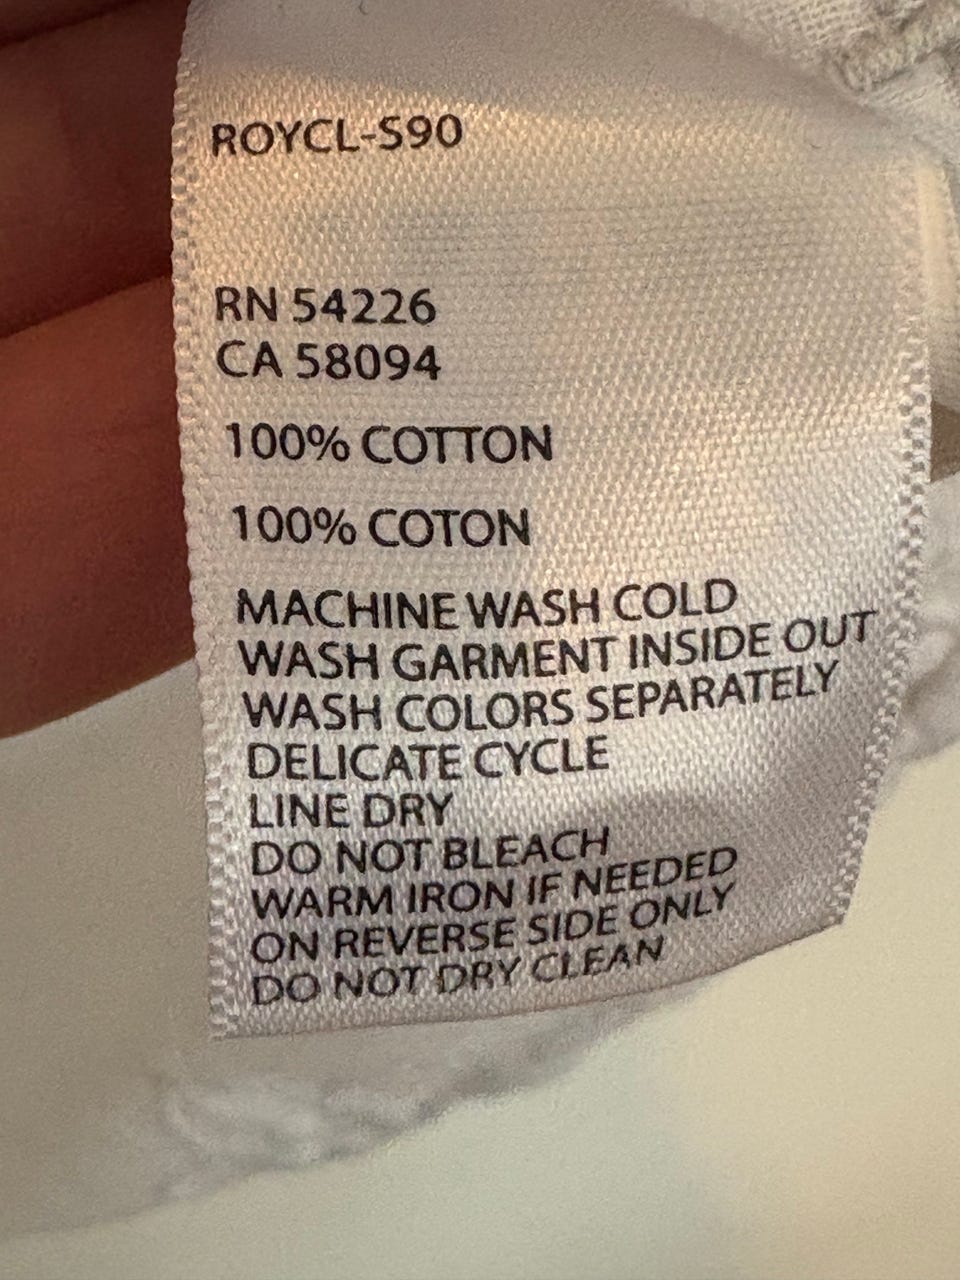 ROYCL-S90
RN 54226
CA 58094
100% COTTON
100% COTON
MACHINE WASH COLD
WASH GARMENT INSIDE OUT
WASH COLORS SEPARATELY
DELICATE CYCLE
LINE DRY
DO NOT BLEACH
WARM IRON IF NEEDED
ON REVERSE SIDE ONLY
DO NOT DRY CLEAN